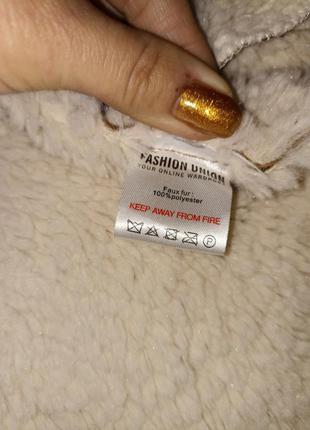 FASHION UNION
YOUR ONLINE WARDROBE
Faux fur :
100%polyester
KEEP AWAY FROM FIRE
P